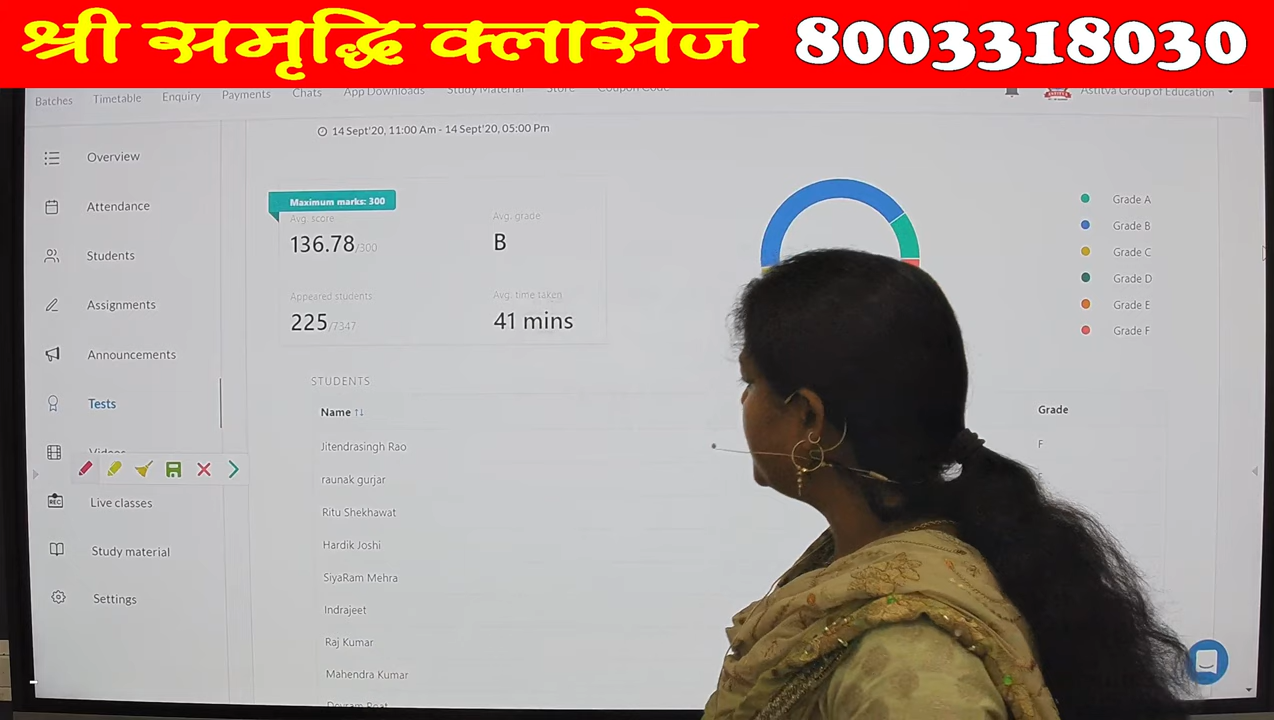 श्री समृद्धि क्लासेज 8003318030
Batches Timetable Enquiry Payments Chats App Downloads Study Material Store Coupon Code Astitva Group of Education
14 Sept'20, 11:00 Am - 14 Sept'20, 05:00 Pm
Overview
Attendance
Students
Assignments
Announcements
Tests
Videos
Live classes
Study material
Settings
Maximum marks: 300
Avg. score
136.78/300
Avg. grade
B
Appeared students
225/7347
Avg. time taken
41 mins
Grade A
Grade B
Grade C
Grade D
Grade E
Grade F
STUDENTS
Name ↑↓ Grade
Jitendrasingh Rao F
raunak gurjar
Ritu Shekhawat
Hardik Joshi
SiyaRam Mehra
Indrajeet
Raj Kumar
Mahendra Kumar
REC